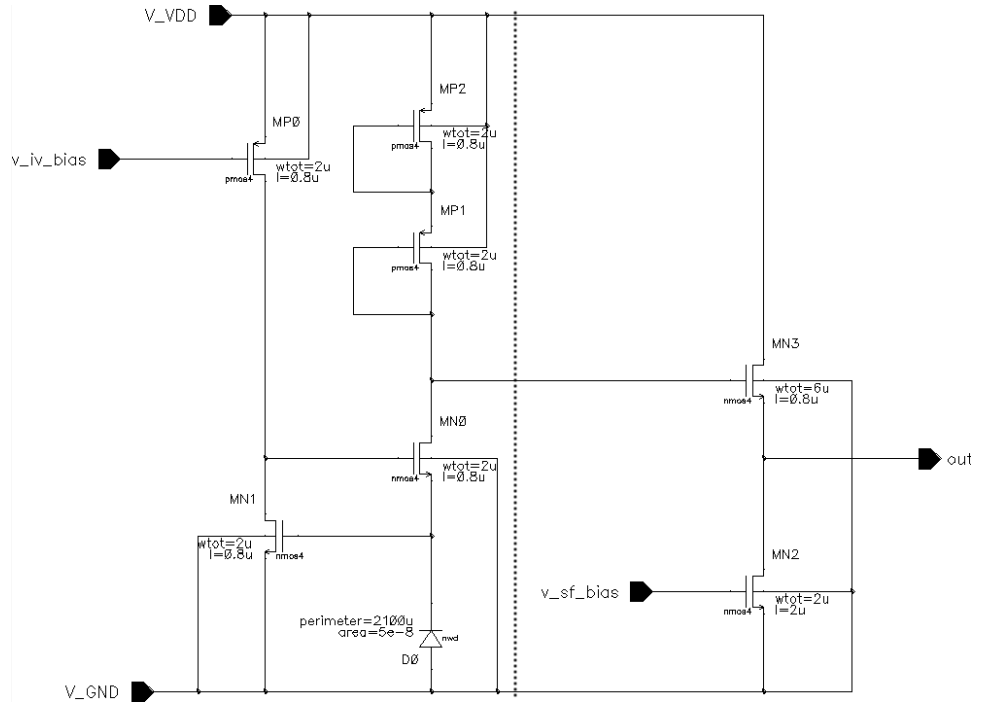 V_VDD
MP2
wtot=2u
l=0.8u
pmos4
MP0
v_iv_bias
wtot=2u
l=0.8u
pmos4
MP1
wtot=2u
l=0.8u
pmos4
MN3
wtot=6u
l=0.8u
nmos4
MN0
wtot=2u
l=0.8u
nmos4
out
MN1
wtot=2u
l=0.8u
nmos4
MN2
v_sf_bias
wtot=2u
l=2u
nmos4
perimeter=2100u
area=5e-8
nwd
D0
V_GND